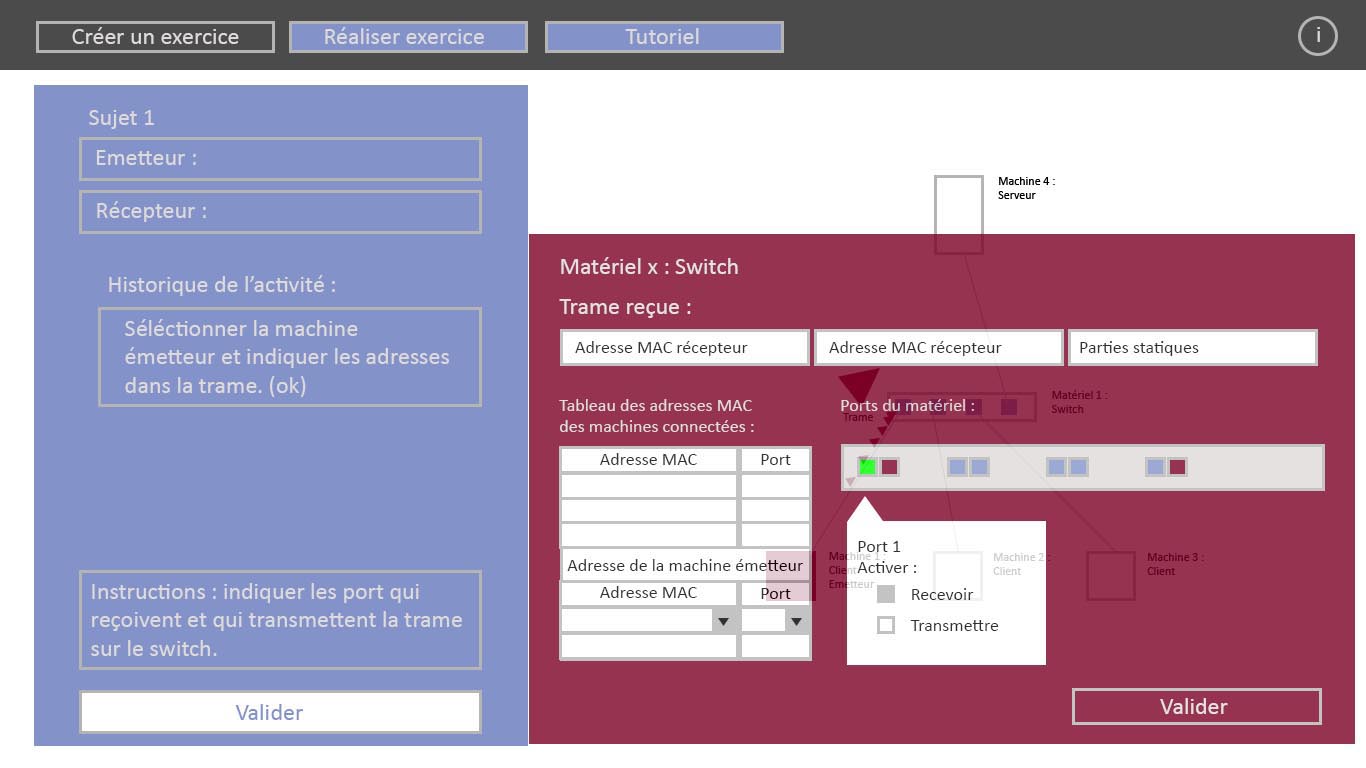 Créer un exercice
Réaliser exercice
Tutoriel
i
Sujet 1
Emetteur :
Récepteur :
Historique de l’activité :
Séléctionner la machine
émetteur et indiquer les adresses
dans la trame. (ok)
Instructions : indiquer les port qui
reçoivent et qui transmettent la trame
sur le switch.
Valider
Machine 4 :
Serveur
Matériel x : Switch
Trame reçue :
Adresse MAC récepteur
Adresse MAC récepteur
Parties statiques
Tableau des adresses MAC
des machines connectées :
Adresse MAC
Port
Adresse de la machine émetteur
Adresse MAC
Port
Ports du matériel :
Trame
Matériel 1 :
Switch
Port 1
Activer :
Recevoir
Transmettre
Machine 1 :
Client
Emetteur
Machine 2 :
Client
Machine 3 :
Client
Valider